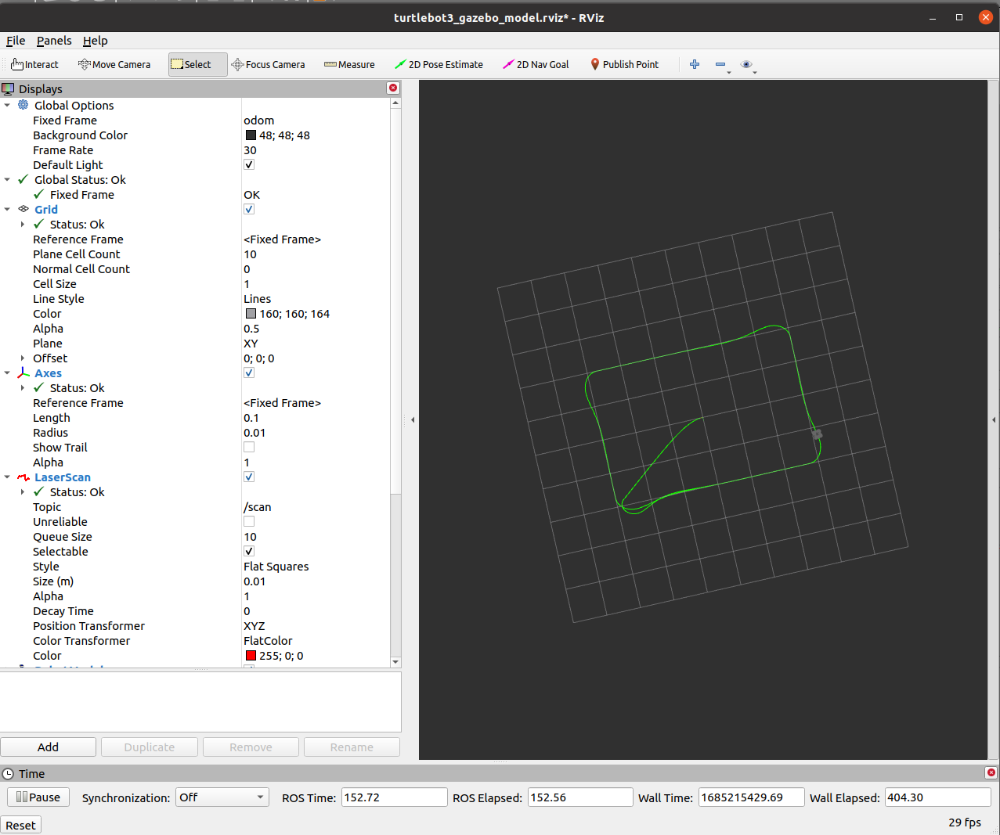 turtlebot3_gazebo_model.rviz* - RViz
File Panels Help
Interact Move Camera Select Focus Camera Measure 2D Pose Estimate 2D Nav Goal Publish Point
Displays
Global Options
Fixed Frame odom
Background Color 48; 48; 48
Frame Rate 30
Default Light
Global Status: Ok
Fixed Frame OK
Grid
Status: Ok
Reference Frame <Fixed Frame>
Plane Cell Count 10
Normal Cell Count 0
Cell Size 1
Line Style Lines
Color 160; 160; 164
Alpha 0.5
Plane XY
Offset 0; 0; 0
Axes
Status: Ok
Reference Frame <Fixed Frame>
Length 0.1
Radius 0.01
Show Trail
Alpha 1
LaserScan
Status: Ok
Topic /scan
Unreliable
Queue Size 10
Selectable
Style Flat Squares
Size (m) 0.01
Alpha 1
Decay Time 0
Position Transformer XYZ
Color Transformer FlatColor
Color 255; 0; 0
Add Duplicate Remove Rename
Time
Pause Synchronization: Off ROS Time: 152.72 ROS Elapsed: 152.56 Wall Time: 1685215429.69 Wall Elapsed: 404.30
Reset 29 fps